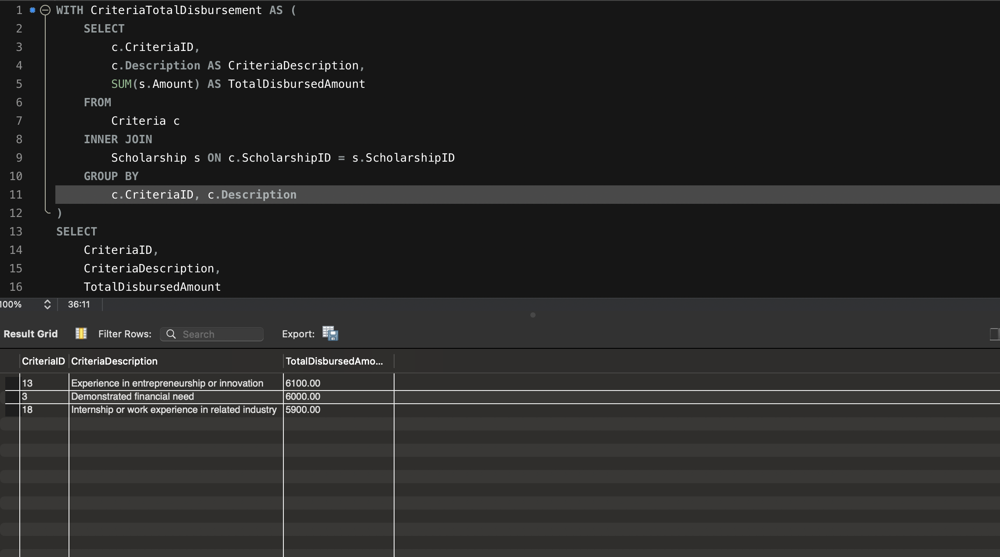 1 WITH CriteriaTotalDisbursement AS (
2 SELECT
3 c.CriteriaID,
4 c.Description AS CriteriaDescription,
5 SUM(s.Amount) AS TotalDisbursedAmount
6 FROM
7 Criteria c
8 INNER JOIN
9 Scholarship s ON c.ScholarshipID = s.ScholarshipID
10 GROUP BY
11 c.CriteriaID, c.Description
12 )
13 SELECT
14 CriteriaID,
15 CriteriaDescription,
16 TotalDisbursedAmount
100% 36:11
Result Grid Filter Rows: Search Export:
CriteriaID CriteriaDescription TotalDisbursedAmo...
13 Experience in entrepreneurship or innovation 6100.00
3 Demonstrated financial need 6000.00
18 Internship or work experience in related industry 5900.00